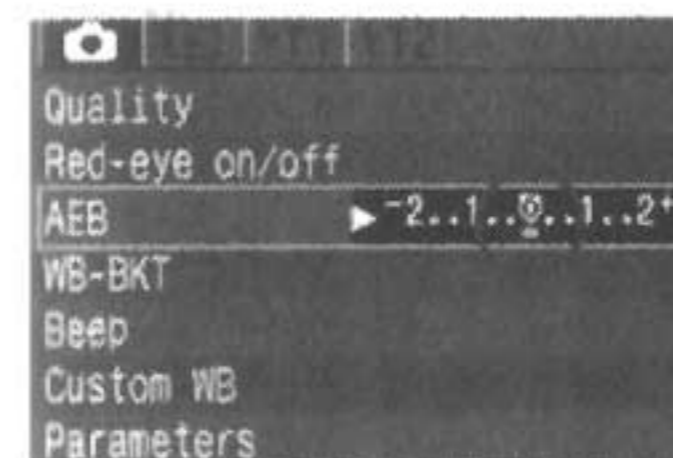 Quality
Red-eye on/off
AEB ▶ -2..1..0..1..2+
WB-BKT
Beep
Custom WB
Parameters